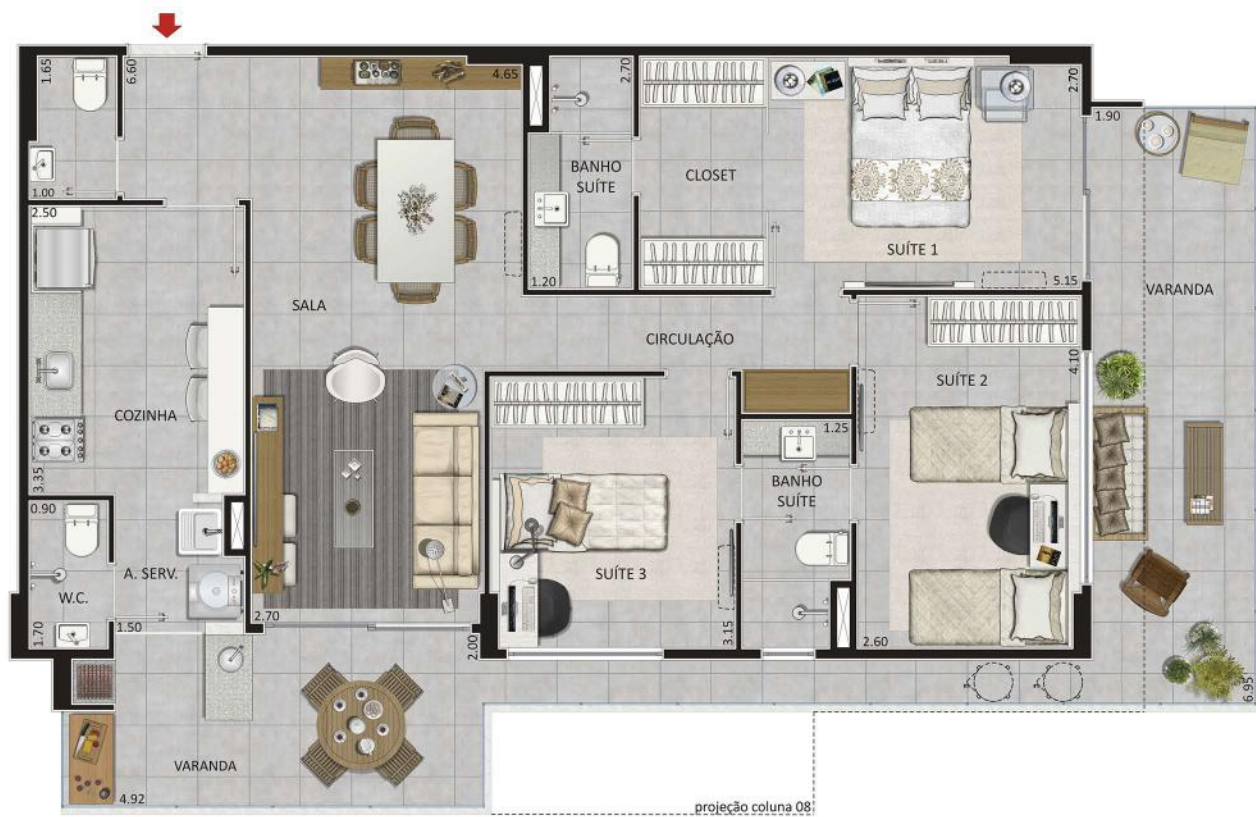 1.65
6.60
4.65
2.70
2.70
1.90
BANHO
SUÍTE
CLOSET
1.00
2.50
SUÍTE 1
1.20
5.15
SALA
VARANDA
CIRCULAÇÃO
4.10
SUÍTE 2
COZINHA
1.25
3.35
BANHO
SUÍTE
0.90
A. SERV.
SUÍTE 3
W.C.
1.70
1.50
2.70
2.00
3.15
2.60
6.95
VARANDA
4.92
projeção coluna 08